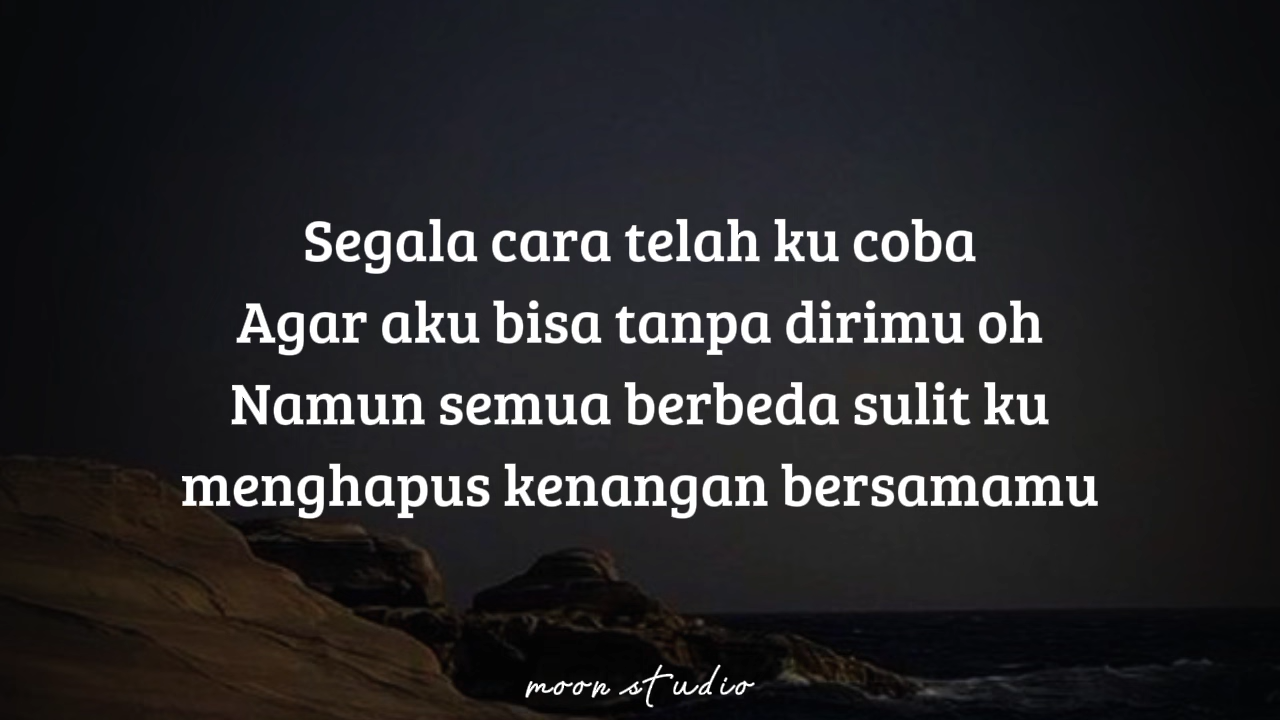 Segala cara telah ku coba
Agar aku bisa tanpa dirimu oh
Namun semua berbeda sulit ku
menghapus kenangan bersamamu
moon studio